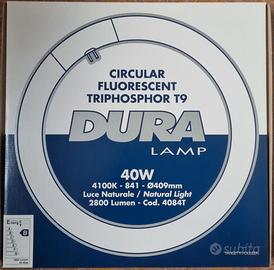 CIRCULAR
FLUORESCENT
TRIPHOSPHOR T9
DURA
LAMP
40W
4100K - 841 - Ø409mm
Luce Naturale / Natural Light
2800 Lumen - Cod. 4084T
subito